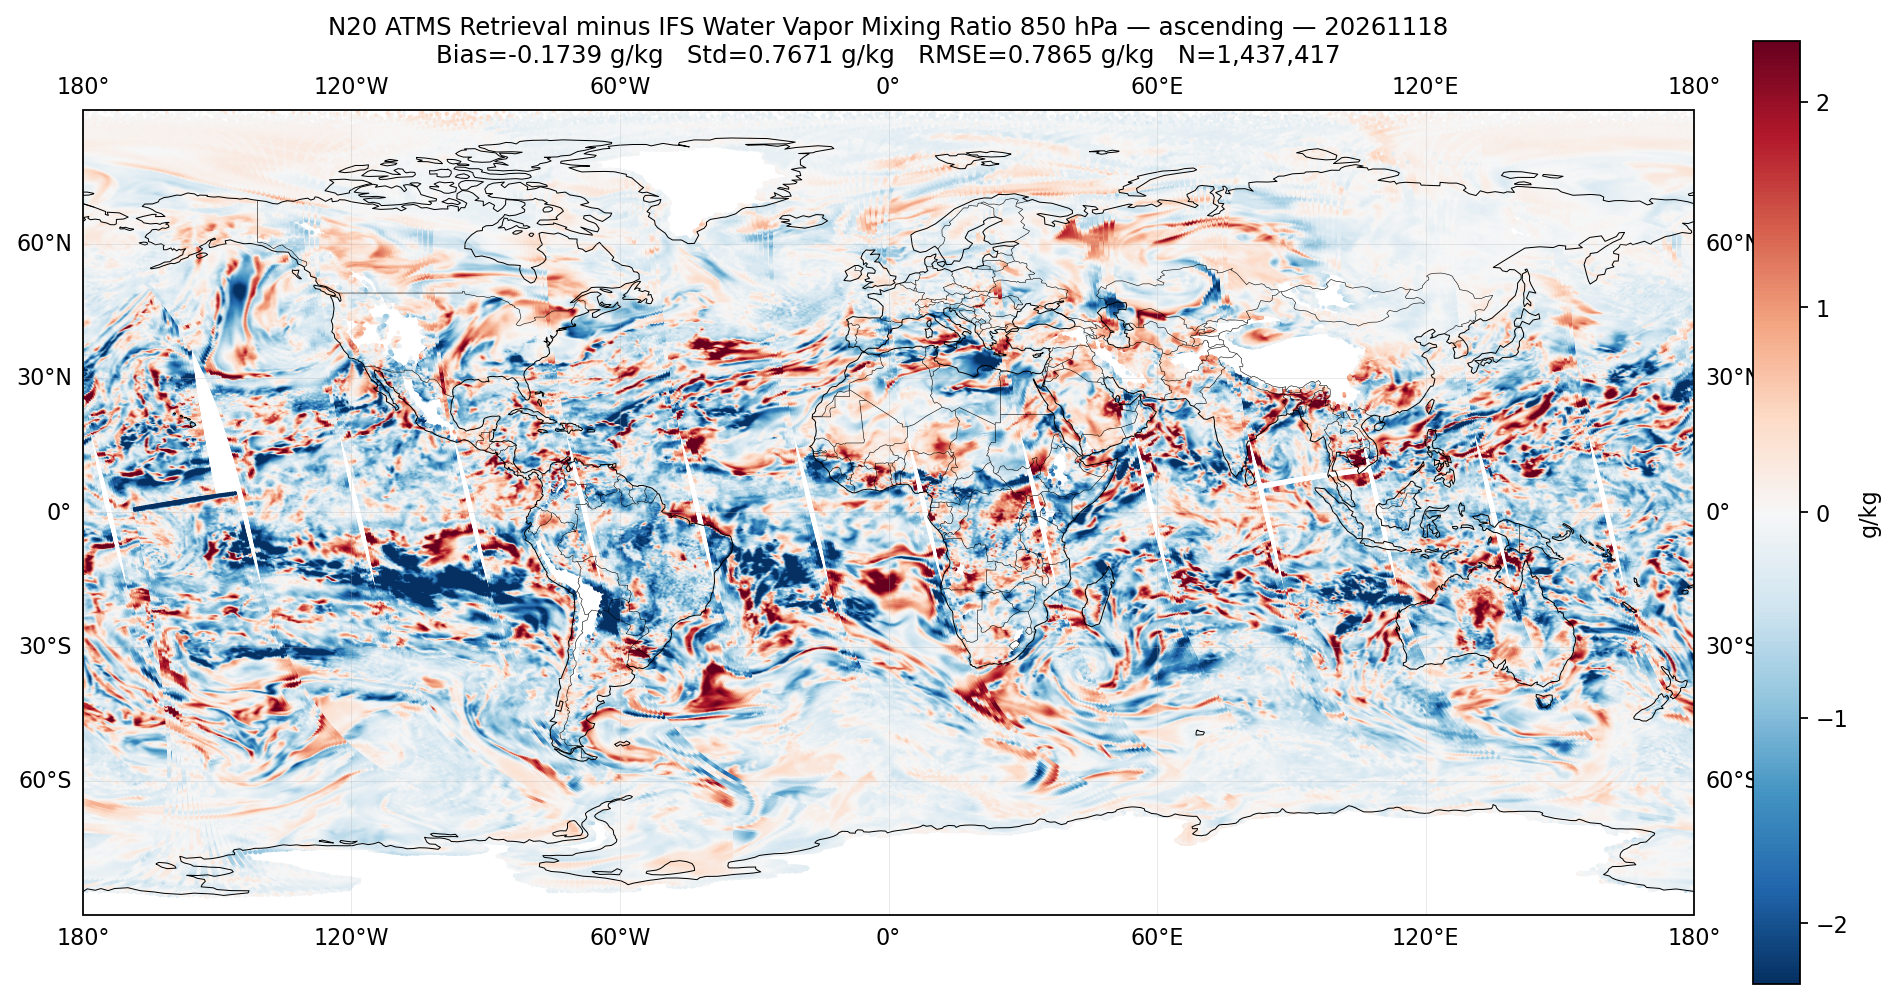 N20 ATMS Retrieval minus IFS Water Vapor Mixing Ratio 850 hPa — ascending — 20261118
Bias=-0.1739 g/kg   Std=0.7671 g/kg   RMSE=0.7865 g/kg   N=1,437,417
180° 120°W 60°W 0° 60°E 120°E 180°
60°N 60°N
30°N 30°N
0° 0°
30°S 30°S
60°S 60°S
180° 120°W 60°W 0° 60°E 120°E 180°
2
1
0
−1
−2
g/kg